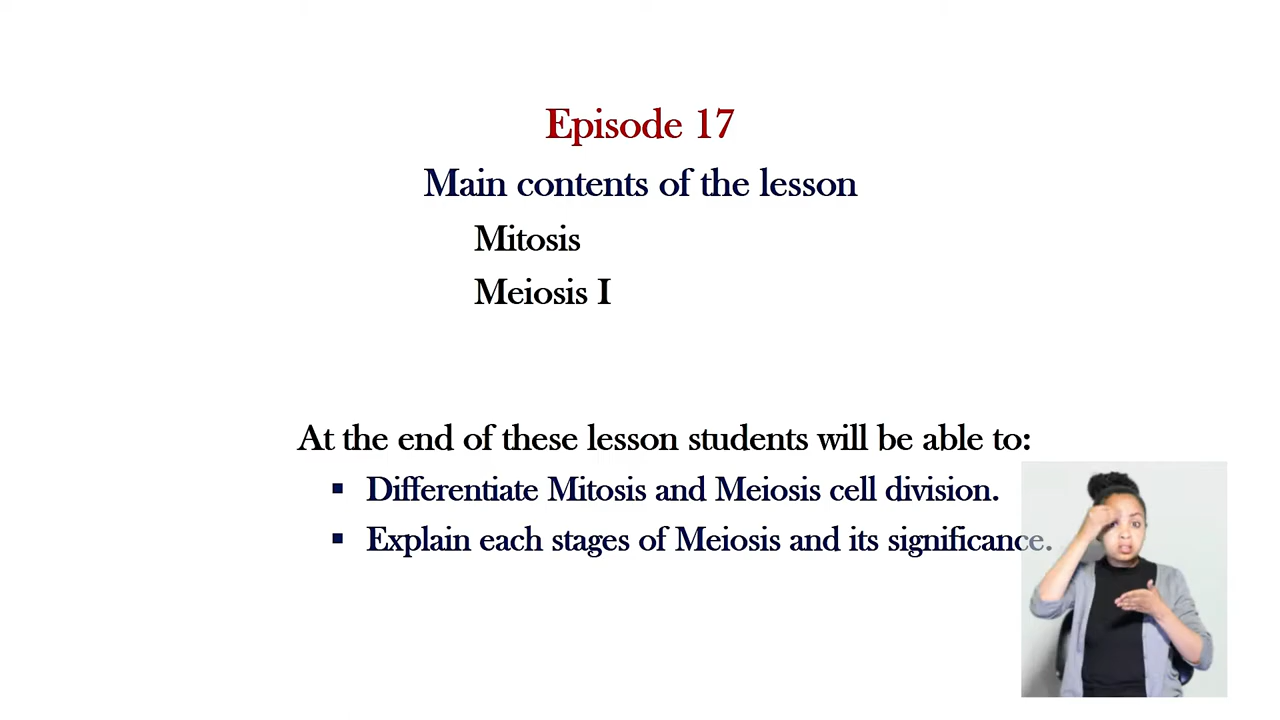 Episode 17
Main contents of the lesson
Mitosis
Meiosis I
At the end of these lesson students will be able to:
▪ Differentiate Mitosis and Meiosis cell division.
▪ Explain each stages of Meiosis and its significance.